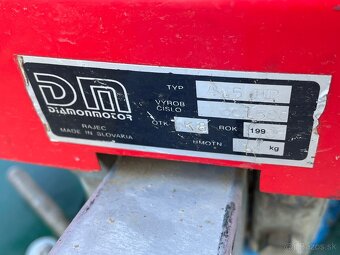 DM
DIAMONMOTOR
RAJEC
MADE IN SLOVAKIA
TYP
VÝROB
ČÍSLO
OTK
ROK 199
HMOTN kg